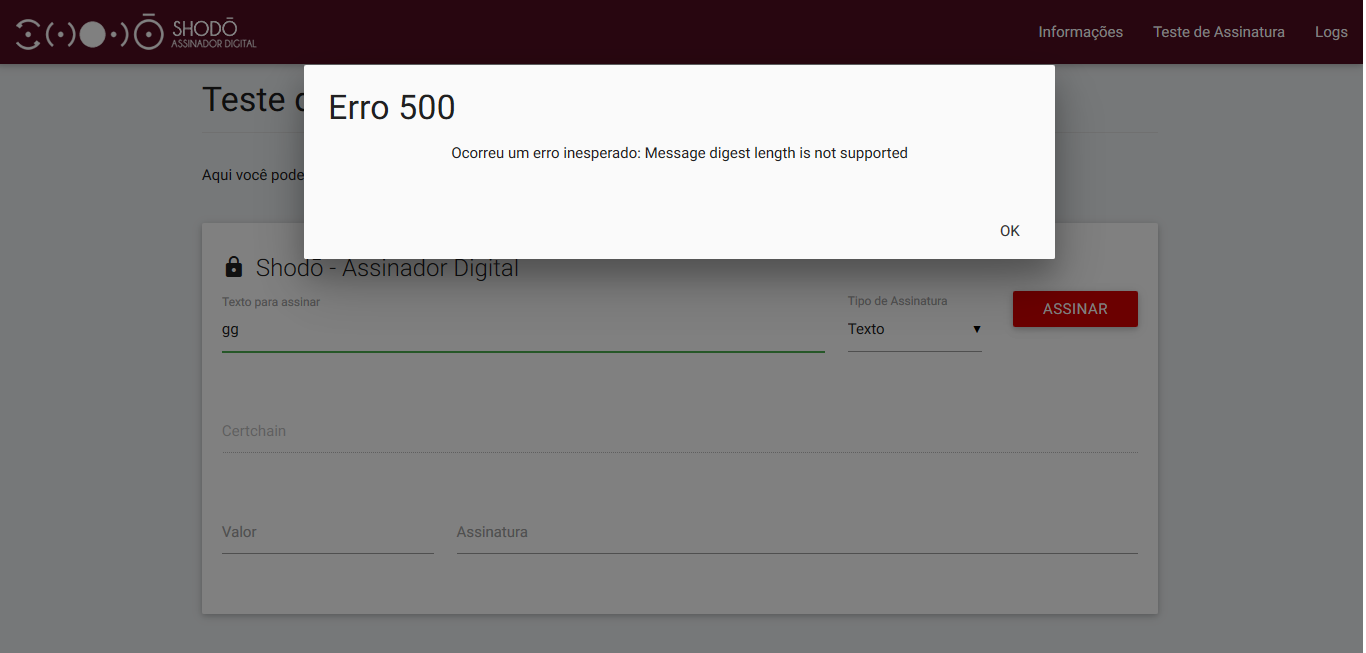 SHODŌ
ASSINADOR DIGITAL
Informações
Teste de Assinatura
Logs
Teste
Erro 500
Ocorreu um erro inesperado: Message digest length is not supported
OK
Aqui você pode
Shodō - Assinador Digital
Texto para assinar
gg
Tipo de Assinatura
Texto
ASSINAR
Certchain
Valor
Assinatura